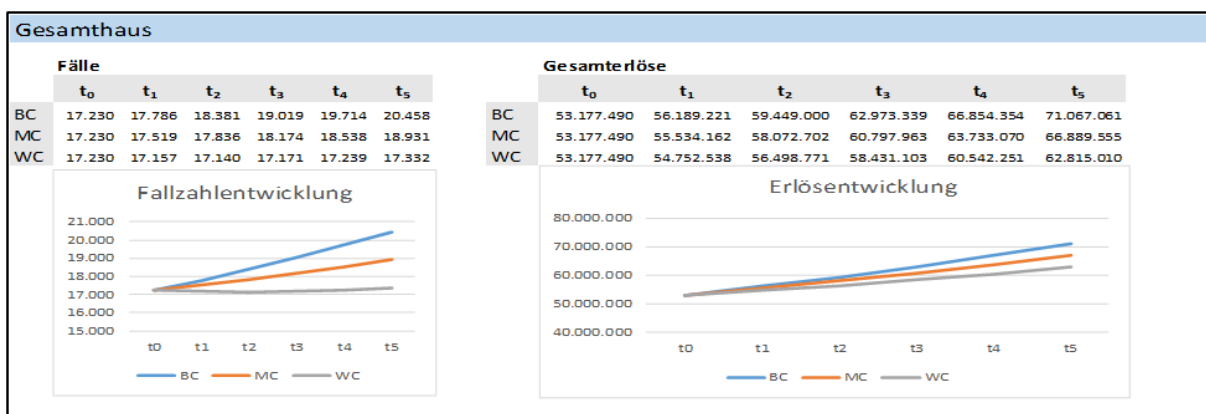 Gesamthaus
Fälle
t₀ t₁ t₂ t₃ t₄ t₅
BC 17.230 17.786 18.381 19.019 19.714 20.458
MC 17.230 17.519 17.836 18.174 18.538 18.931
WC 17.230 17.157 17.140 17.171 17.239 17.332
Gesamterlöse
t₀ t₁ t₂ t₃ t₄ t₅
BC 53.177.490 56.189.221 59.449.000 62.973.339 66.854.354 71.067.061
MC 53.177.490 55.534.162 58.072.702 60.797.963 63.733.070 66.889.555
WC 53.177.490 54.752.538 56.498.771 58.431.103 60.542.251 62.815.010
Fallzahlentwicklung
21.000
20.000
19.000
18.000
17.000
16.000
15.000
t0 t1 t2 t3 t4 t5
BC MC WC
Erlösentwicklung
80.000.000
70.000.000
60.000.000
50.000.000
40.000.000
t0 t1 t2 t3 t4 t5
BC MC WC